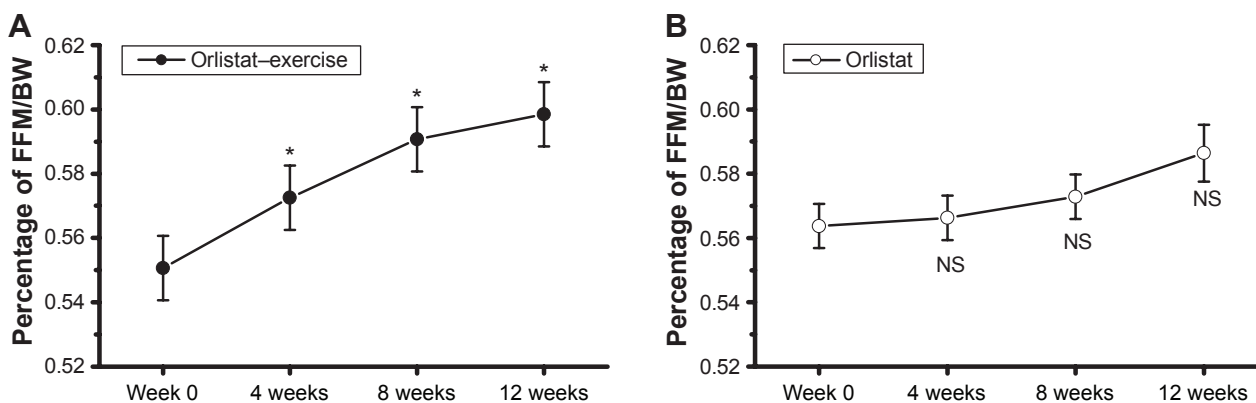 A
Percentage of FFM/BW
0.62
0.60
0.58
0.56
0.54
0.52
Orlistat–exercise
*
*
*
Week 0
4 weeks
8 weeks
12 weeks
B
Percentage of FFM/BW
0.62
0.60
0.58
0.56
0.54
0.52
Orlistat
NS
NS
NS
Week 0
4 weeks
8 weeks
12 weeks